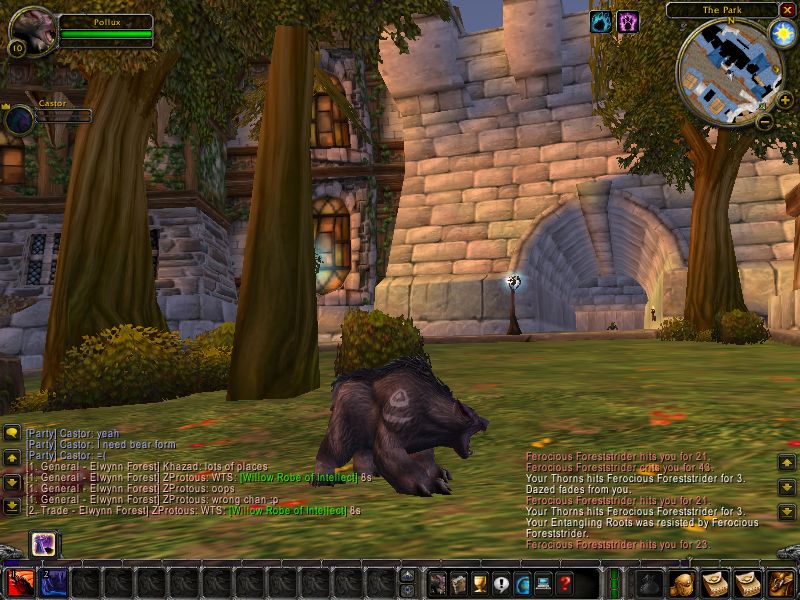 Pollux
10
Castor
The Park
N
[Party] Castor: yeah
[Party] Castor: I need bear form
[Party] Castor: =(
[1. General - Elwynn Forest] Khazad: lots of places
[1. General - Elwynn Forest] ZProtous: WTS: [Willow Robe of Intellect] 8s
[1. General - Elwynn Forest] ZProtous: oops
[1. General - Elwynn Forest] ZProtous: wrong chan :p
[2. Trade - Elwynn Forest] ZProtous: WTS: [Willow Robe of Intellect] 8s
Ferocious Foreststrider hits you for 21.
Ferocious Foreststrider crits you for 43.
Your Thorns hits Ferocious Foreststrider for 3.
Dazed fades from you.
Ferocious Foreststrider hits you for 21.
Your Thorns hits Ferocious Foreststrider for 3.
Your Entangling Roots was resisted by Ferocious
Foreststrider.
Ferocious Foreststrider hits you for 23.
2